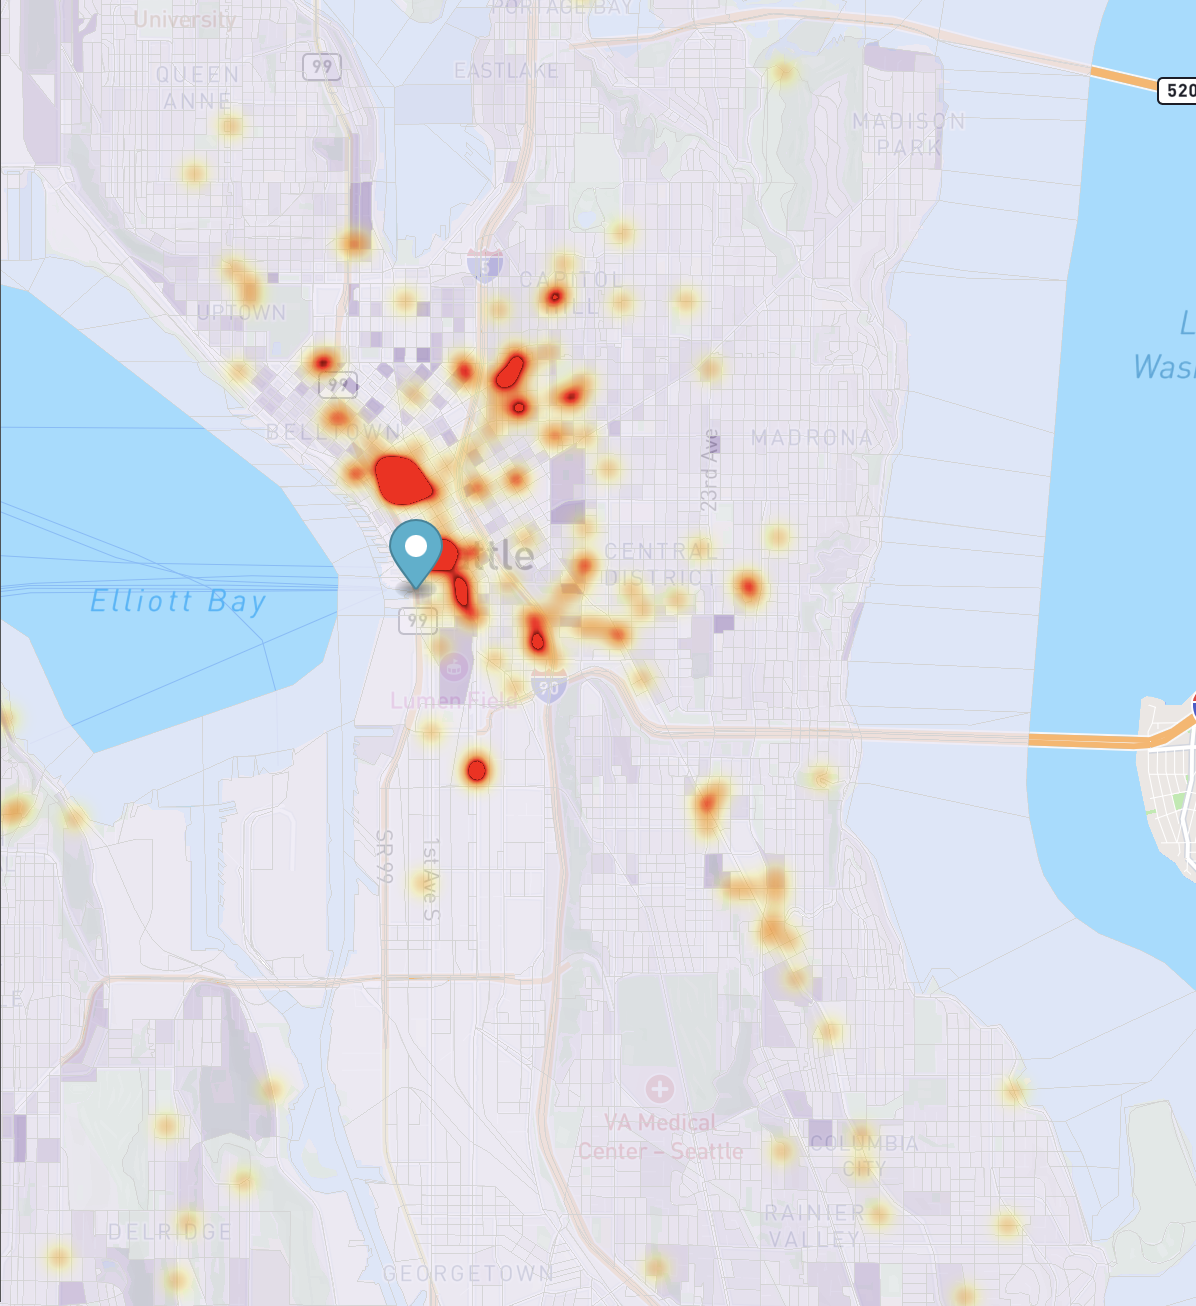 PORTAGE BAY
University
99
EASTLAKE
QUEEN
ANNE
520
MADISON
PARK
5
CAPITOL
HILL
UPTOWN
99
BELLTOWN
MADRONA
23rd Ave
ttle
CENTRAL
DISTRICT
Elliott Bay
99
L
Wash
Lumen Field
90
SR 99
1st Ave S
E
VA Medical
Center – Seattle
COLUMBIA
CITY
RAINIER
VALLEY
DELRIDGE
GEORGETOWN